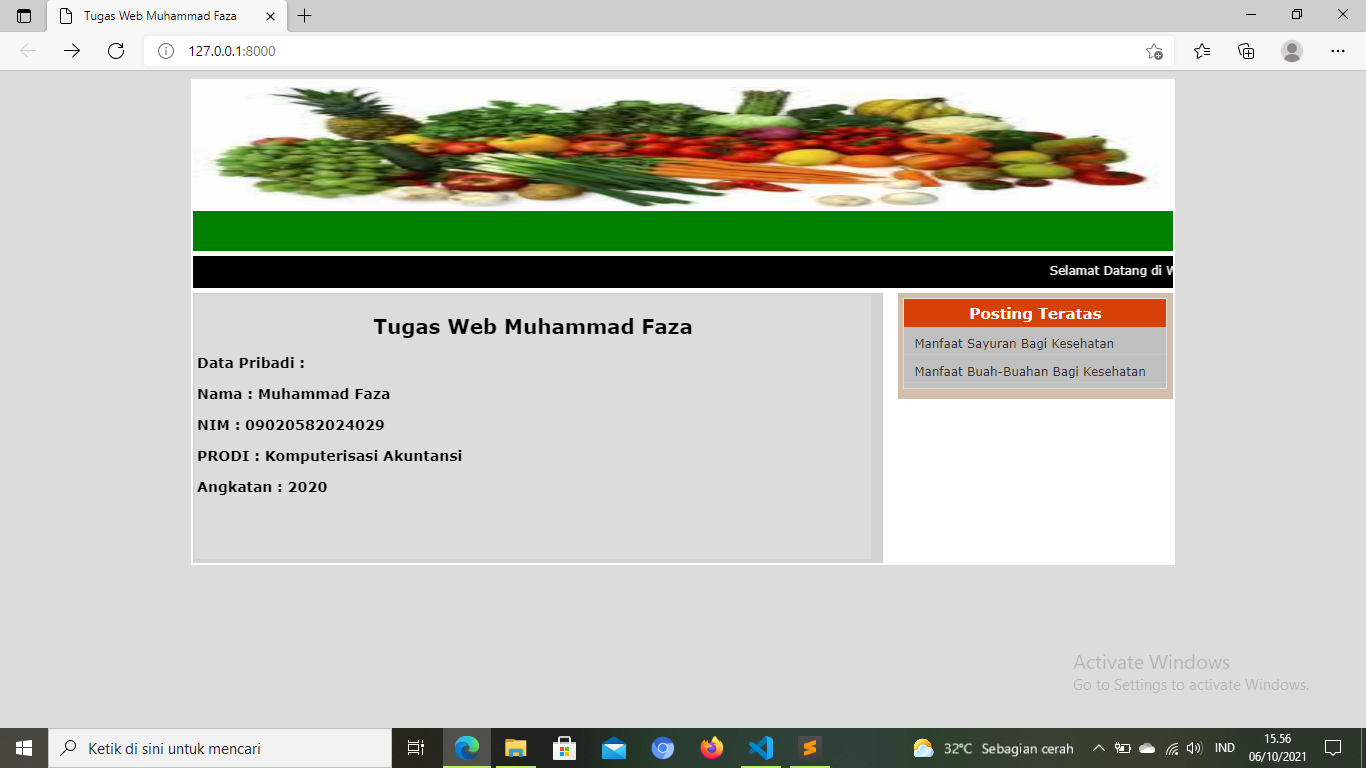 Tugas Web Muhammad Faza
127.0.0.1:8000
Selamat Datang di W
Tugas Web Muhammad Faza
Data Pribadi :
Nama : Muhammad Faza
NIM : 09020582024029
PRODI : Komputerisasi Akuntansi
Angkatan : 2020
Posting Teratas
Manfaat Sayuran Bagi Kesehatan
Manfaat Buah-Buahan Bagi Kesehatan
Activate Windows
Go to Settings to activate Windows.
Ketik di sini untuk mencari
32°C Sebagian cerah
IND
15.56
06/10/2021